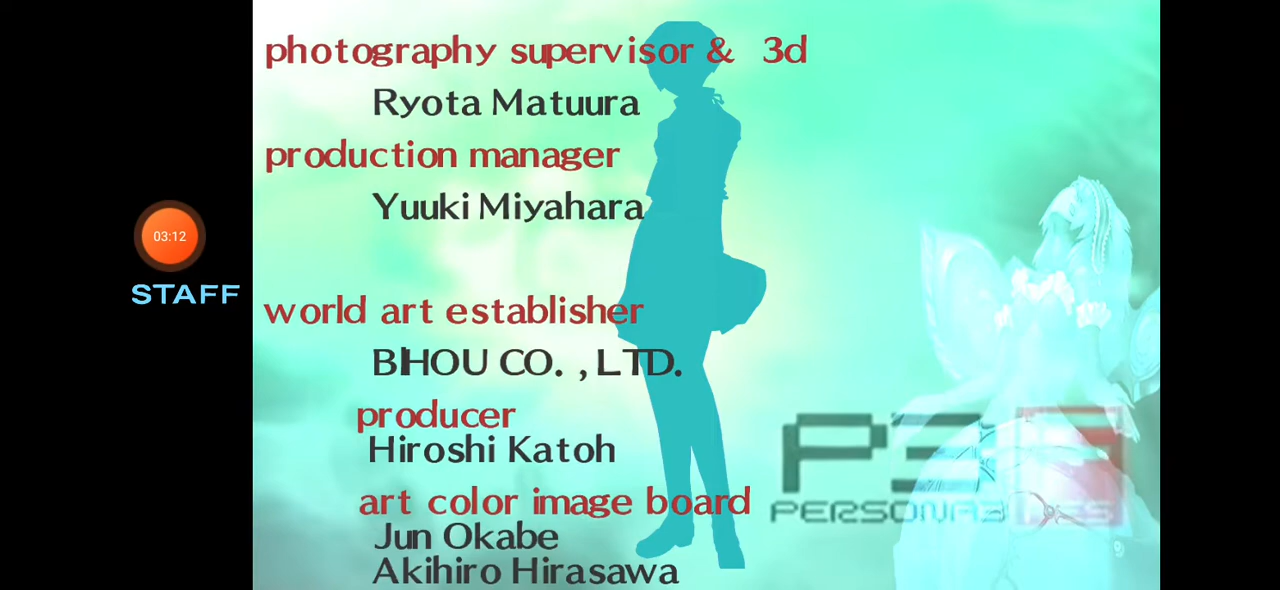 photography supervisor & 3d
Ryota Matuura
production manager
Yuuki Miyahara
03:12
STAFF
world art establisher
BIHOU CO. , LTD.
producer
Hiroshi Katoh
art color image board
Jun Okabe
Akihiro Hirasawa
P3
PERSONA3